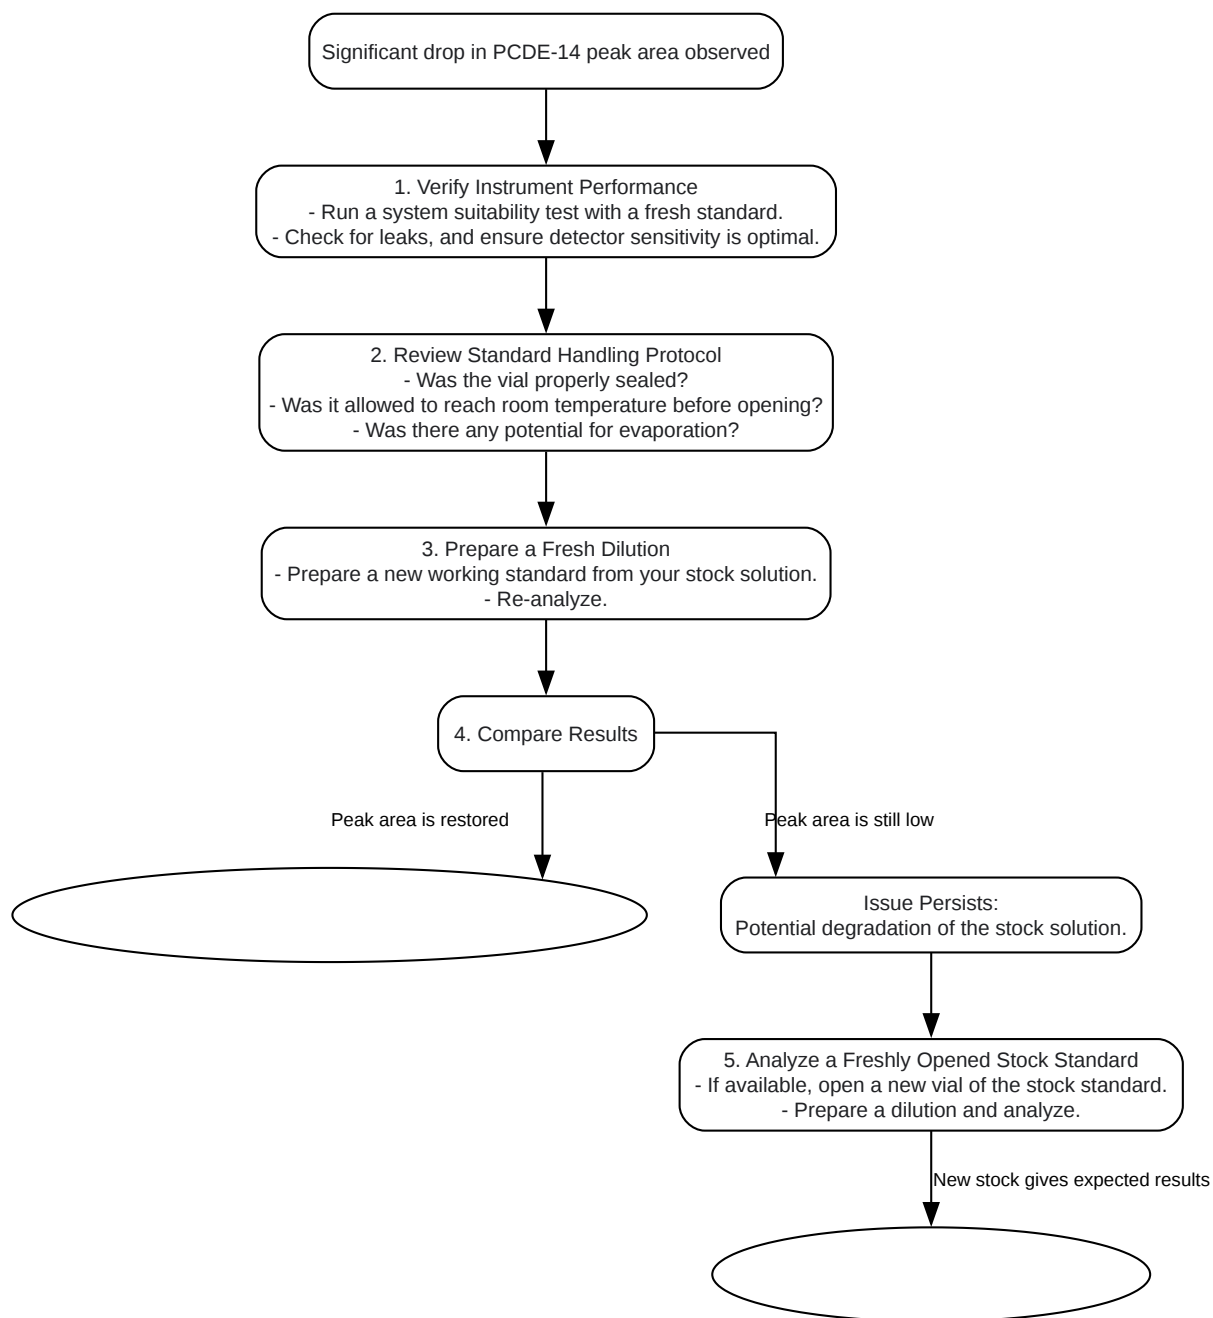 Significant drop in PCDE-14 peak area observed
1. Verify Instrument Performance
- Run a system suitability test with a fresh standard.
- Check for leaks, and ensure detector sensitivity is optimal.
2. Review Standard Handling Protocol
- Was the vial properly sealed?
- Was it allowed to reach room temperature before opening?
- Was there any potential for evaporation?
3. Prepare a Fresh Dilution
- Prepare a new working standard from your stock solution.
- Re-analyze.
4. Compare Results
Peak area is restored
Peak area is still low
Issue Persists:
Potential degradation of the stock solution.
5. Analyze a Freshly Opened Stock Standard
- If available, open a new vial of the stock standard.
- Prepare a dilution and analyze.
New stock gives expected results